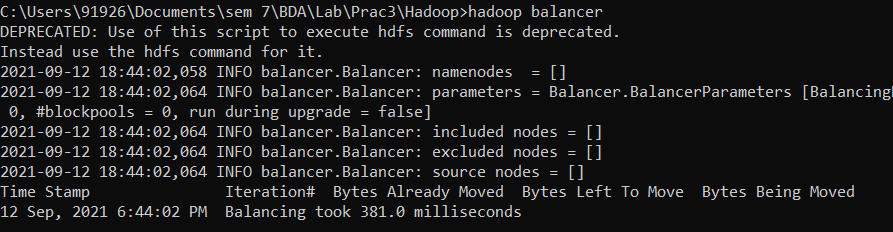 C:\Users\91926\Documents\sem 7\BDA\Lab\Prac3\Hadoop>hadoop balancer
DEPRECATED: Use of this script to execute hdfs command is deprecated.
Instead use the hdfs command for it.
2021-09-12 18:44:02,058 INFO balancer.Balancer: namenodes  = []
2021-09-12 18:44:02,064 INFO balancer.Balancer: parameters = Balancer.BalancerParameters [Balancing
 0, #blockpools = 0, run during upgrade = false]
2021-09-12 18:44:02,064 INFO balancer.Balancer: included nodes = []
2021-09-12 18:44:02,064 INFO balancer.Balancer: excluded nodes = []
2021-09-12 18:44:02,064 INFO balancer.Balancer: source nodes = []
Time Stamp               Iteration#  Bytes Already Moved  Bytes Left To Move  Bytes Being Moved
12 Sep, 2021 6:44:02 PM  Balancing took 381.0 milliseconds